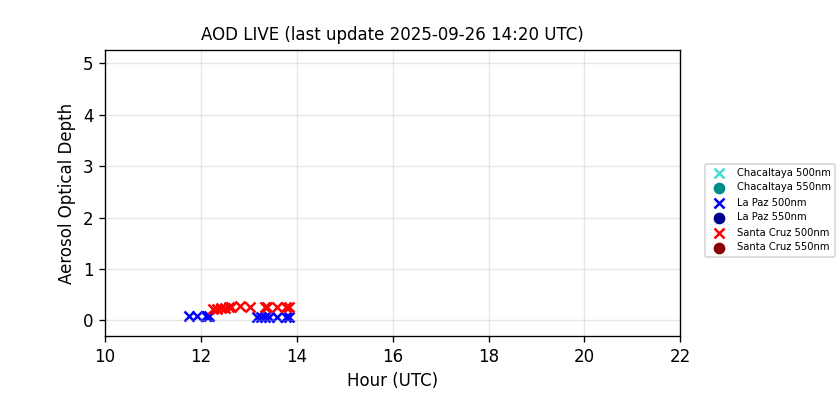 AOD LIVE (last update 2025-09-26 14:20 UTC)
Aerosol Optical Depth
5
4
3
2
1
0
10 12 14 16 18 20 22
Hour (UTC)
Chacaltaya 500nm
Chacaltaya 550nm
La Paz 500nm
La Paz 550nm
Santa Cruz 500nm
Santa Cruz 550nm